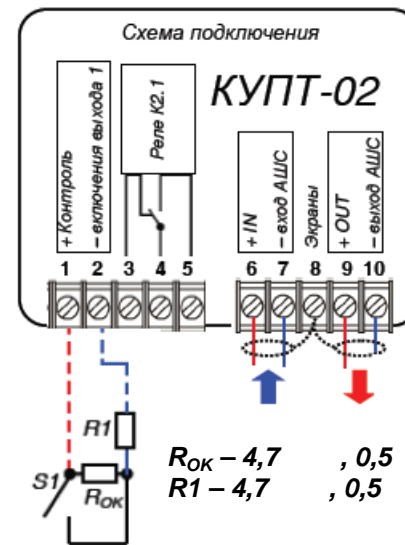 Схема подключения
КУПТ-02
+ Контроль
– включения выхода 1
Реле К2.1
+ IN
– вход АШС
Экраны
+ OUT
– выход АШС
1 2 3 4 5 6 7 8 9 10
R1
S1
Rок
Rок – 4,7 , 0,5
R1 – 4,7 , 0,5